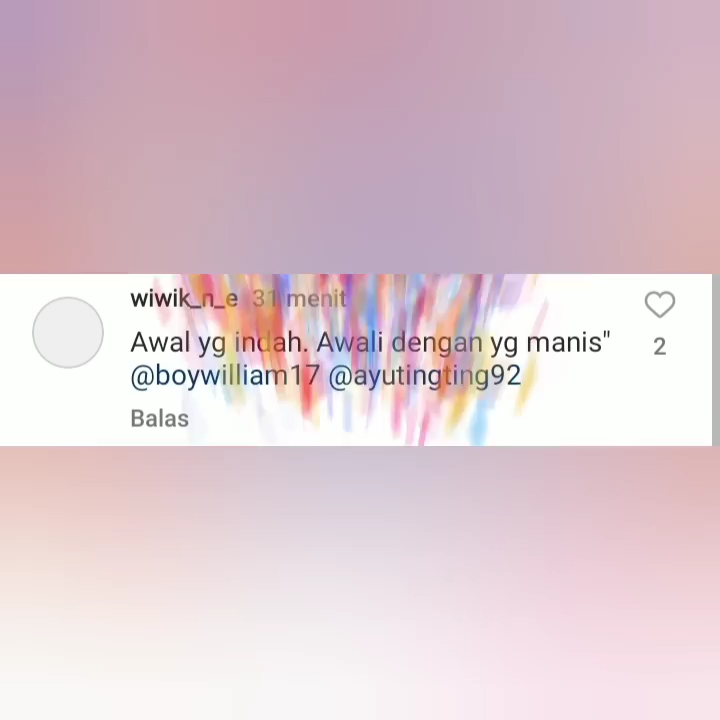 wiwik_n_e 31 menit
Awal yg indah. Awali dengan yg manis"
@boywilliam17 @ayutingting92
2
Balas